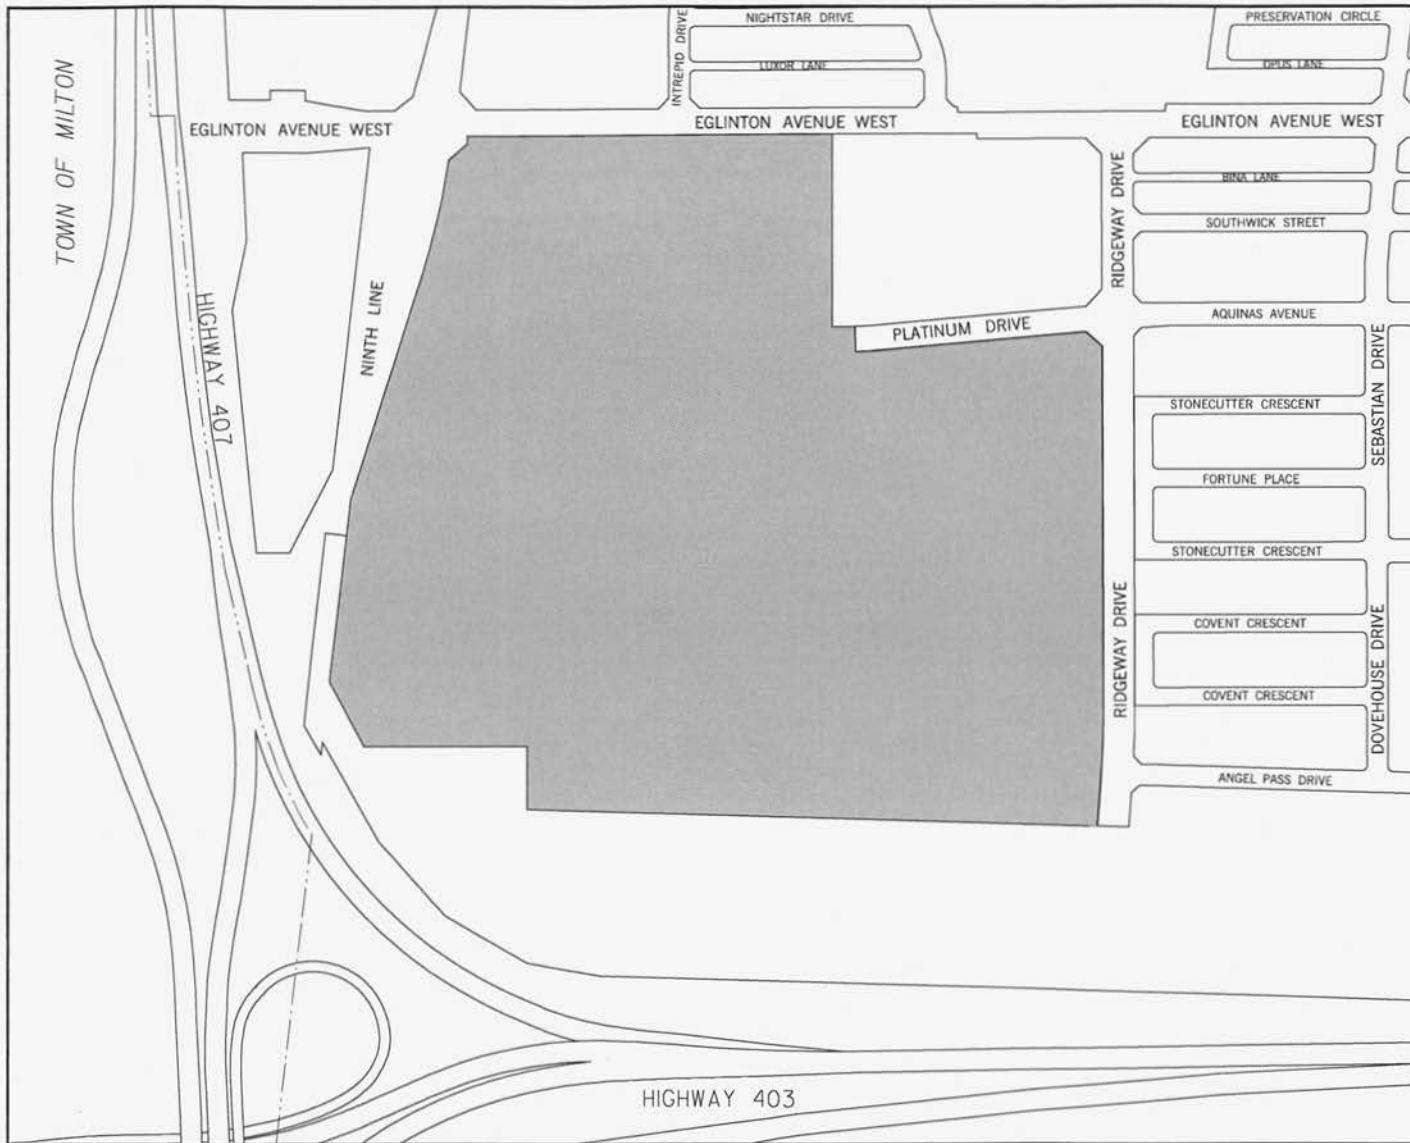 NIGHTSTAR DRIVE
PRESERVATION CIRCLE
INTREPID DRIVE
LUXOR LANE
OPUS LANE
TOWN OF MILTON
EGLINTON AVENUE WEST
EGLINTON AVENUE WEST
EGLINTON AVENUE WEST
RIDGEWAY DRIVE
BINA LANE
SOUTHWICK STREET
HIGHWAY 407
NINTH LINE
PLATINUM DRIVE
AQUINAS AVENUE
SEBASTIAN DRIVE
STONECUTTER CRESCENT
FORTUNE PLACE
STONECUTTER CRESCENT
RIDGEWAY DRIVE
COVENT CRESCENT
DOVEHOUSE DRIVE
COVENT CRESCENT
ANGEL PASS DRIVE
HIGHWAY 403